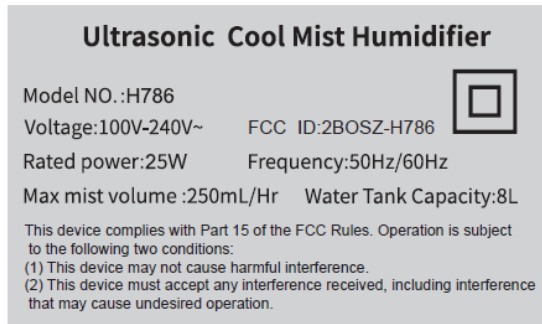 Ultrasonic Cool Mist Humidifier
Model NO.:H786
Voltage:100V-240V~ FCC ID:2BOSZ-H786
Rated power:25W Frequency:50Hz/60Hz
Max mist volume :250mL/Hr Water Tank Capacity:8L
This device complies with Part 15 of the FCC Rules. Operation is subject
to the following two conditions:
(1) This device may not cause harmful interference.
(2) This device must accept any interference received, including interference
that may cause undesired operation.